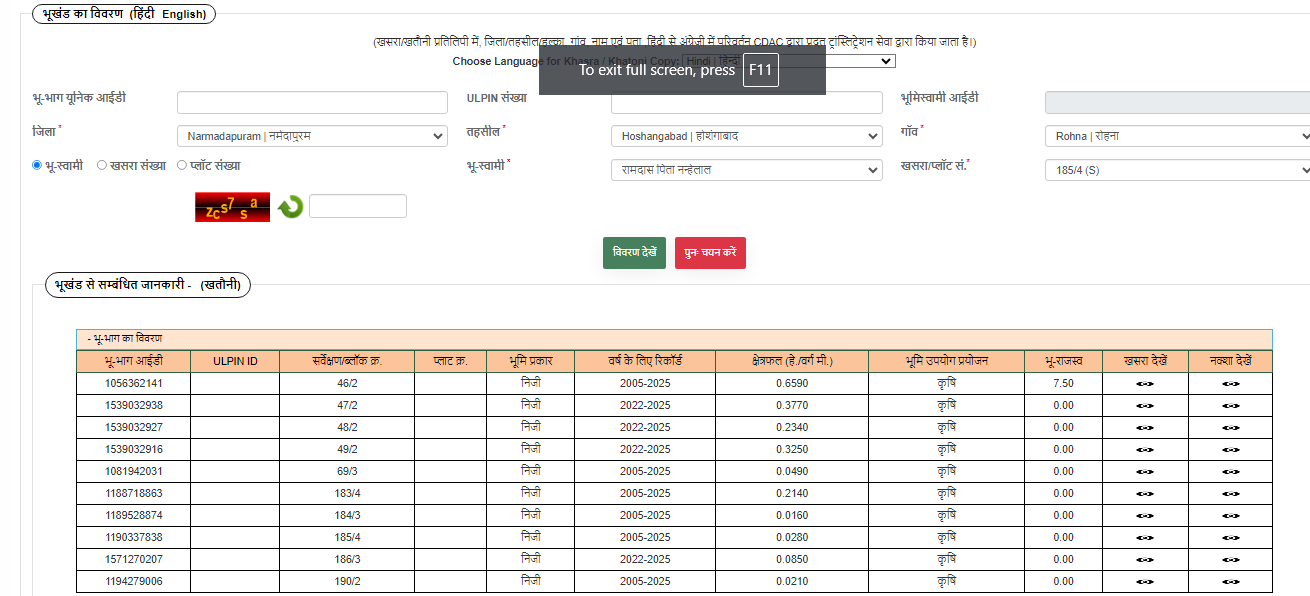 भूखंड का विवरण (हिंदी English)
(खसरा/खतौनी प्रतिलिपी में, जिला/तहसील/हल्का, गांव, नाम एवं पता, हिंदी से अंग्रेजी में परिवर्तन CDAC द्वारा प्रदत्त ट्रांस्लिट्रेशन सेवा द्वारा किया जाता है।)
Choose Language for Khasra / Khatoni Copy: Hindi | हिन्दी
To exit full screen, press F11
भू-भाग यूनिक आईडी ULPIN संख्या भूमिस्वामी आईडी
जिला * Narmadapuram | नर्मदापुरम तहसील * Hoshangabad | होशंगाबाद गाँव * Rohna | रोहना
भू-स्वामी खसरा संख्या प्लॉट संख्या भू-स्वामी * रामदास पिता नन्हेलाल खसरा/प्लॉट सं.* 185/4 (S)
zcs7sa
विवरण देखें पुनः चयन करें
भूखंड से सम्बंधित जानकारी - (खतौनी)
- भू-भाग का विवरण
भू-भाग आईडी ULPIN ID सर्वेक्षण/ब्लॉक क्र. प्लाट क्र. भूमि प्रकार वर्ष के लिए रिकॉर्ड क्षेत्रफल (हे./वर्ग मी.) भूमि उपयोग प्रयोजन भू-राजस्व खसरा देखें नक्शा देखें
1056362141 46/2 निजी 2005-2025 0.6590 कृषि 7.50
1539032938 47/2 निजी 2022-2025 0.3770 कृषि 0.00
1539032927 48/2 निजी 2022-2025 0.2340 कृषि 0.00
1539032916 49/2 निजी 2022-2025 0.3250 कृषि 0.00
1081942031 69/3 निजी 2005-2025 0.0490 कृषि 0.00
1188718863 183/4 निजी 2005-2025 0.2140 कृषि 0.00
1189528874 184/3 निजी 2005-2025 0.0160 कृषि 0.00
1190337838 185/4 निजी 2005-2025 0.0280 कृषि 0.00
1571270207 186/3 निजी 2022-2025 0.0850 कृषि 0.00
1194279006 190/2 निजी 2005-2025 0.0210 कृषि 0.00